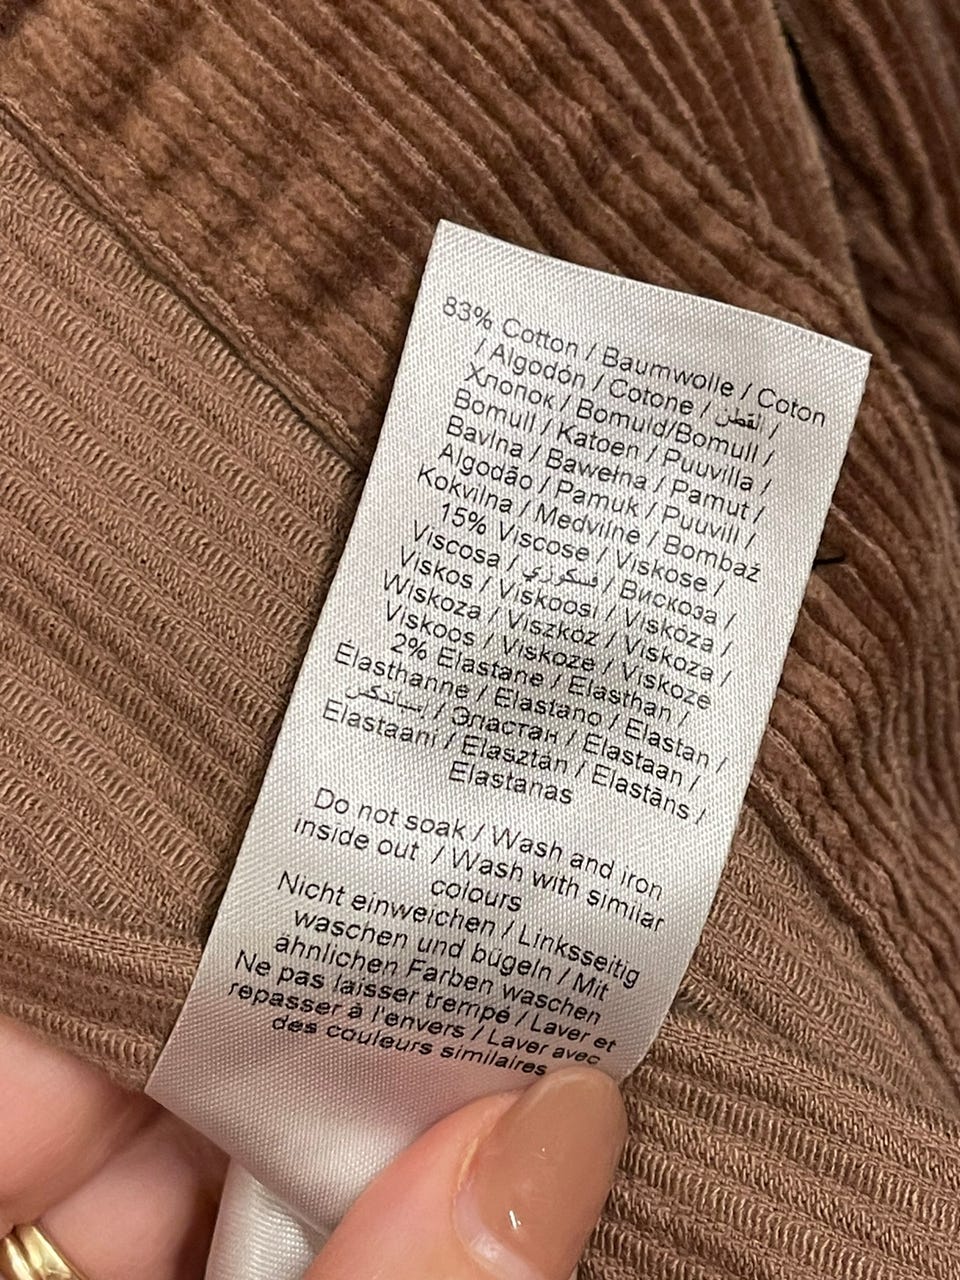 83% Cotton / Baumwolle / Coton
/ Algodón / Cotone / القطن /
Хлопок / Bomuld/Bomull /
Bomull / Katoen / Puuvilla /
Bavlna / Bawełna / Pamut /
Algodão / Pamuk / Puuvill /
Kokvilna / Medvilnė / Bombaž
15% Viscose / Viskose /
Viscosa / فسكوزي / Вискоза /
Viskos / Viskoosi / Viskóza /
Wiskoza / Viszkóz / Viskoza /
Viskoos / Viskoze / Viskoze
2% Elastane / Elasthan /
Élasthanne / Elastano / Elastan /
إيلاستان / Эластан / Elastaan /
Elastaani / Elasztán / Elastāns /
Elastanas
Do not soak / Wash and iron
inside out / Wash with similar
colours
Nicht einweichen / Linksseitig
waschen und bügeln / Mit
ähnlichen Farben waschen
Ne pas laisser trempé / Laver et
repasser à l'envers / Laver avec
des couleurs similaires